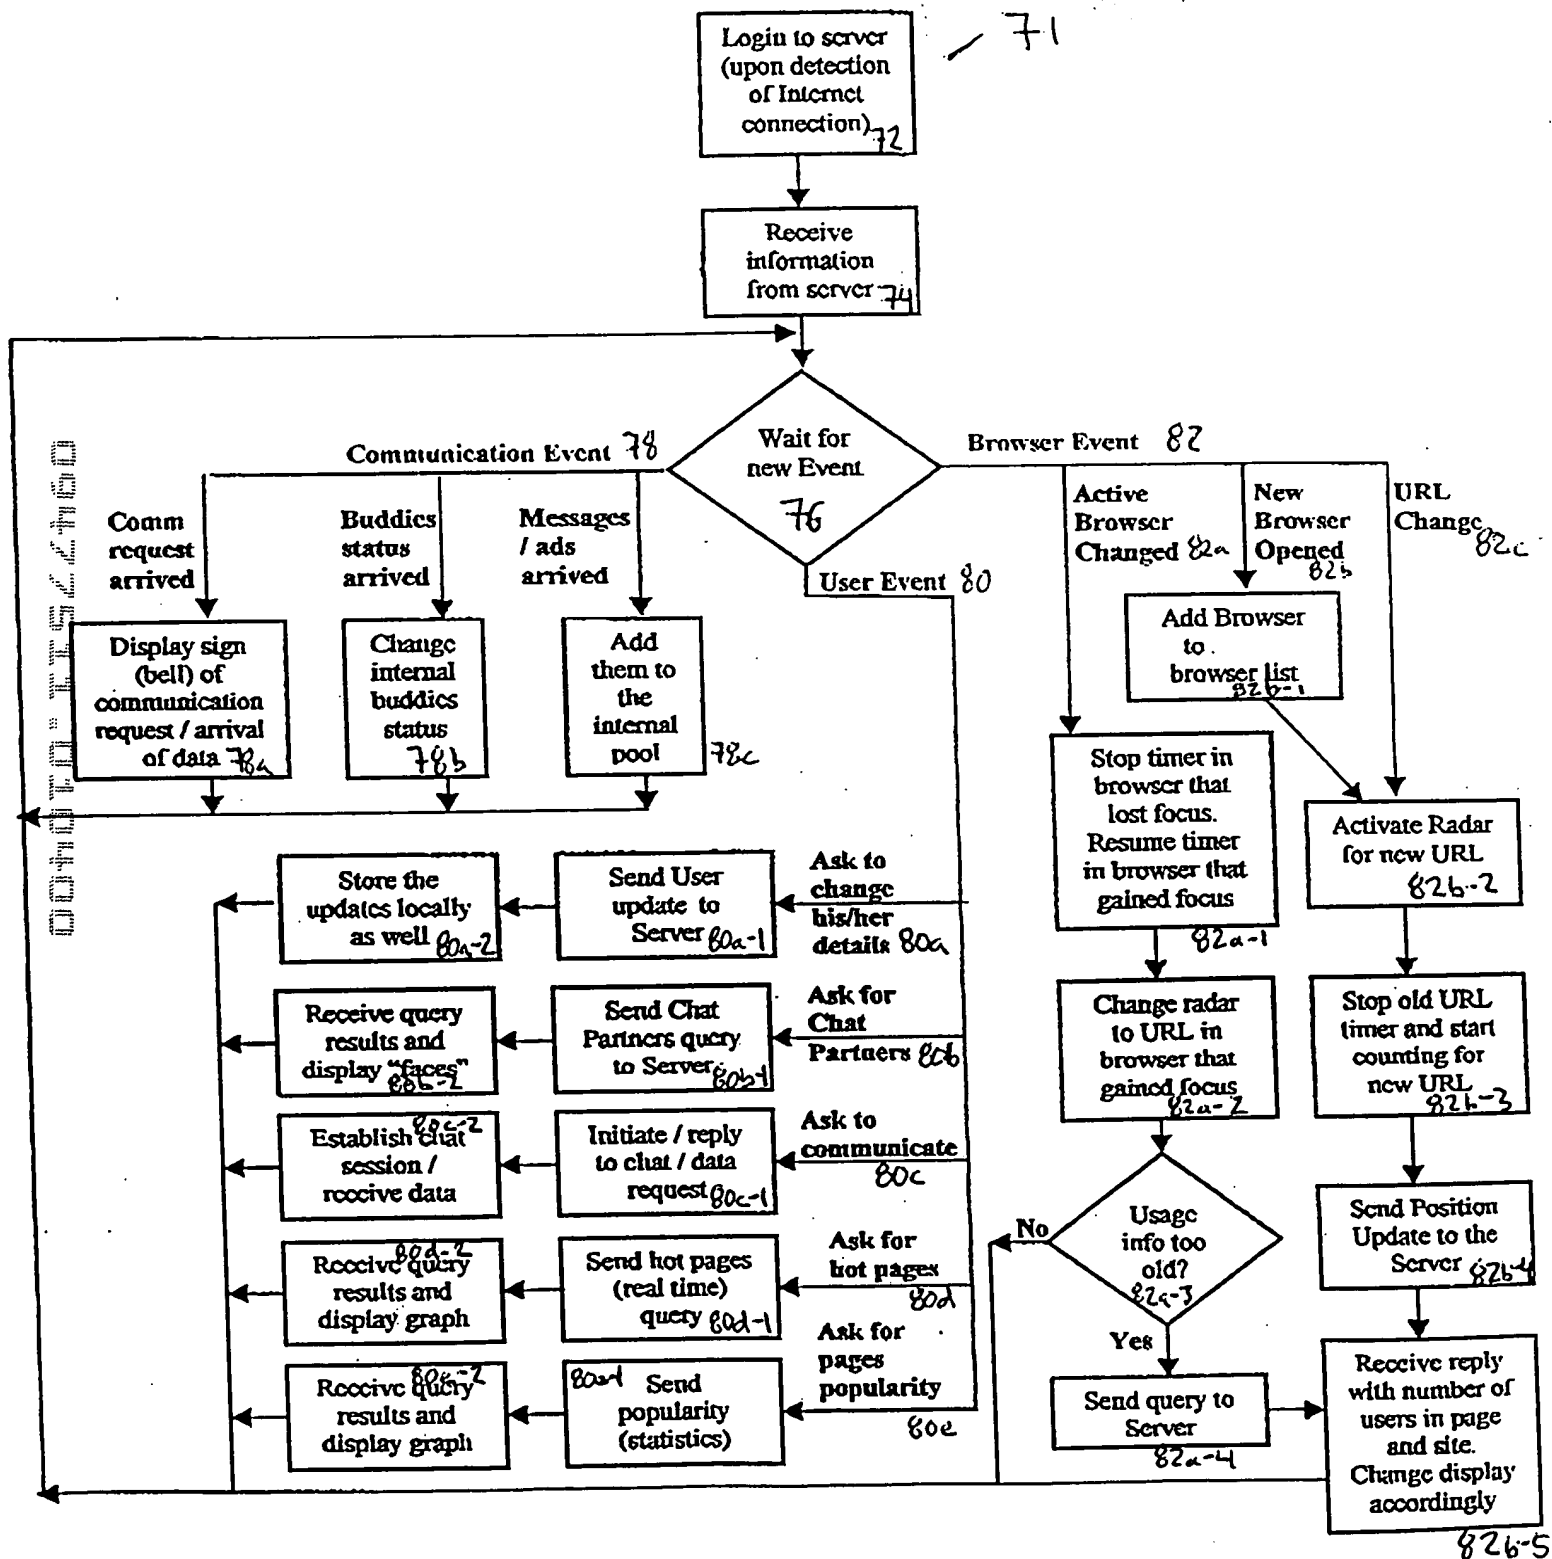 Login to server
(upon detection
of Internet
connection) 72
71
Receive
information
from server 74
Wait for
new Event
76
Communication Event 78
Browser Event 82
User Event 80
Comm
request
arrived
Buddies
status
arrived
Messages
/ ads
arrived
Active
Browser
Changed 82a
New
Browser
Opened
82b
URL
Change
82c
Display sign
(bell) of
communication
request / arrival
of data 78a
Change
internal
buddies
status
78b
Add
them to
the
internal
pool
78c
Add Browser
to
browser list
82b-1
Stop timer in
browser that
lost focus.
Resume timer
in browser that
gained focus
82a-1
Activate Radar
for new URL
82b-2
Store the
updates locally
as well 80a-2
Send User
update to
Server 80a-1
Ask to
change
his/her
details 80a
Receive query
results and
display "faces"
80b-2
Send Chat
Partners query
to Server 80b-1
Ask for
Chat
Partners 80b
Change radar
to URL in
browser that
gained focus
82a-2
Stop old URL
timer and start
counting for
new URL
82b-3
80c-2
Establish chat
session /
receive data
Initiate / reply
to chat / data
request 80c-1
Ask to
communicate
80c
No
Usage
info too
old?
82a-3
Yes
Send Position
Update to the
Server 82b-4
80d-2
Receive query
results and
display graph
Send hot pages
(real time)
query 80d-1
Ask for
hot pages
80d
80e-2
Receive query
results and
display graph
80e-1
Send
popularity
(statistics)
Ask for
pages
popularity
80e
Send query to
Server
82a-4
Receive reply
with number of
users in page
and site.
Change display
accordingly
82b-5